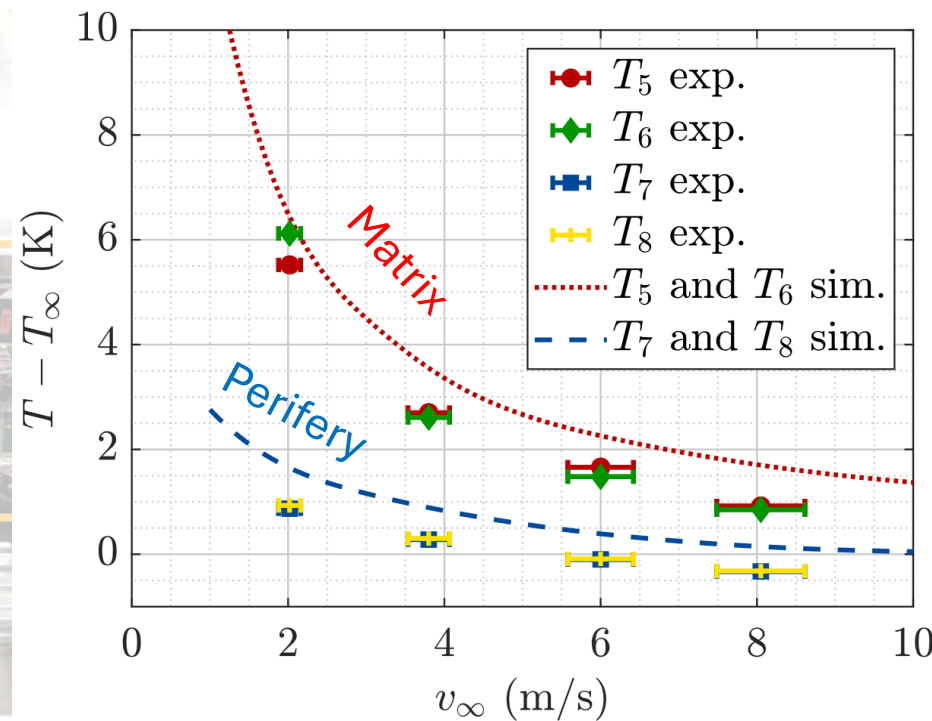 10
8
6
4
2
0
0 2 4 6 8 10
T − T∞ (K)
v∞ (m/s)
T5 exp.
T6 exp.
T7 exp.
T8 exp.
T5 and T6 sim.
T7 and T8 sim.
Matrix
Perifery